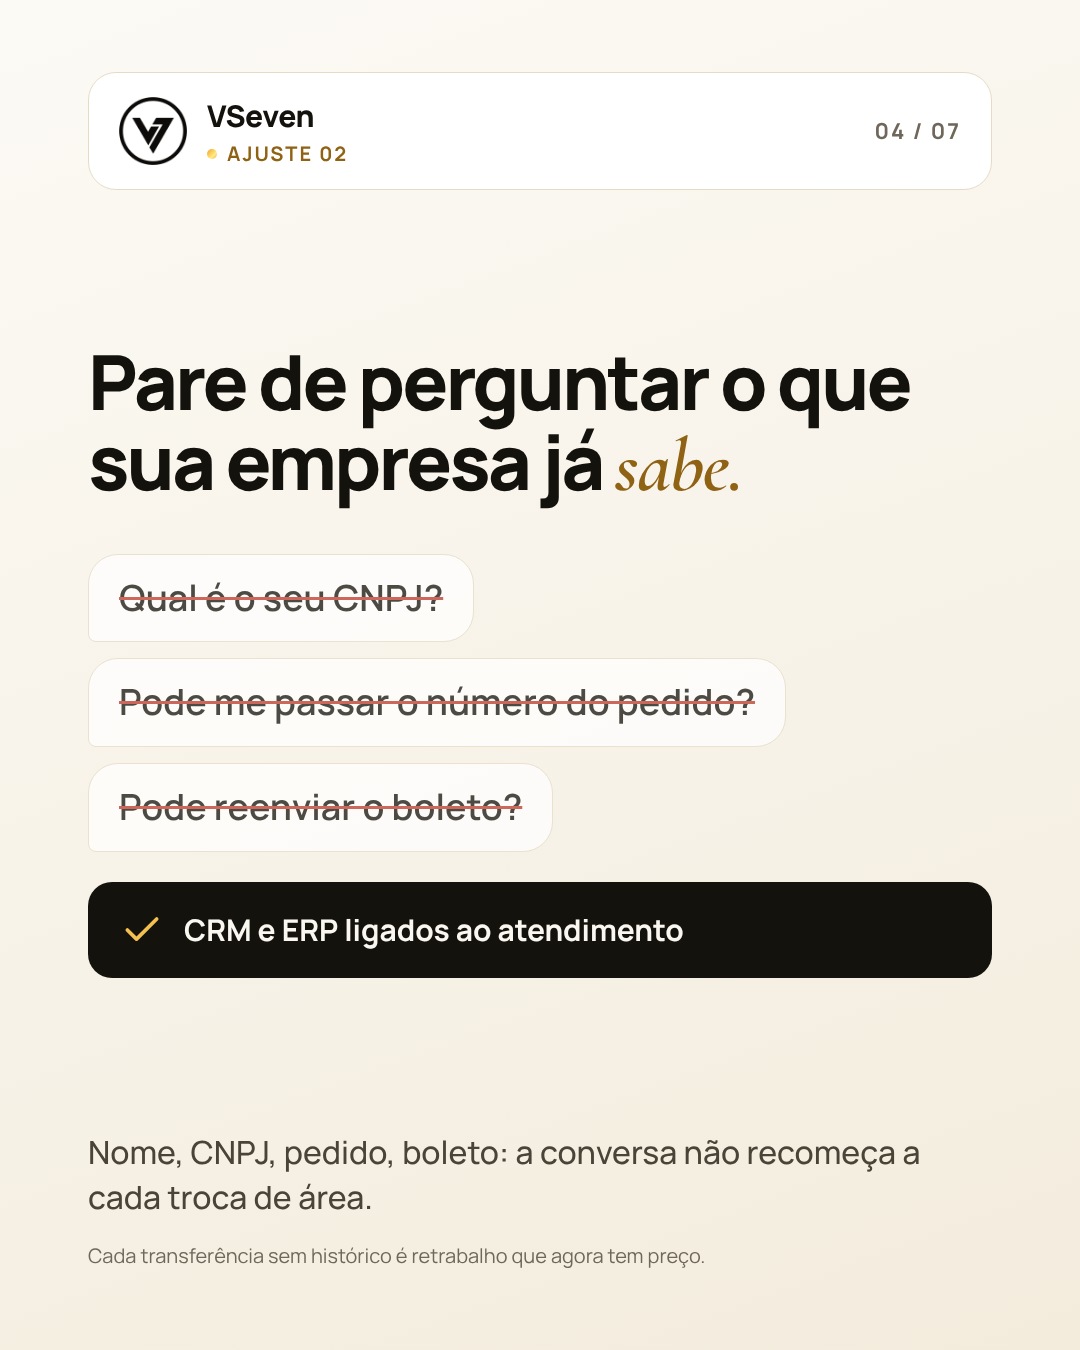 VSeven
AJUSTE 02
04 / 07
Pare de perguntar o que
sua empresa já sabe.
Qual é o seu CNPJ?
Pode me passar o número do pedido?
Pode reenviar o boleto?
CRM e ERP ligados ao atendimento
Nome, CNPJ, pedido, boleto: a conversa não recomeça a
cada troca de área.
Cada transferência sem histórico é retrabalho que agora tem preço.